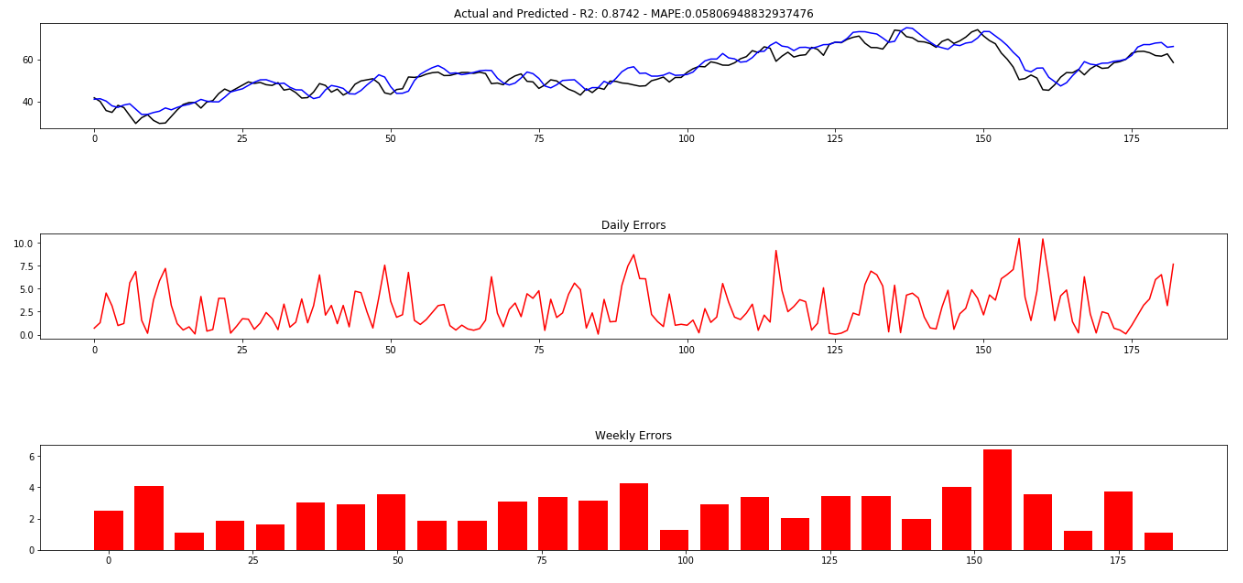 Actual and Predicted - R2: 0.8742 - MAPE:0.05806948832937476
60
40
0 25 50 75 100 125 150 175
Daily Errors
10.0
7.5
5.0
2.5
0.0
0 25 50 75 100 125 150 175
Weekly Errors
6
4
2
0
0 25 50 75 100 125 150 175